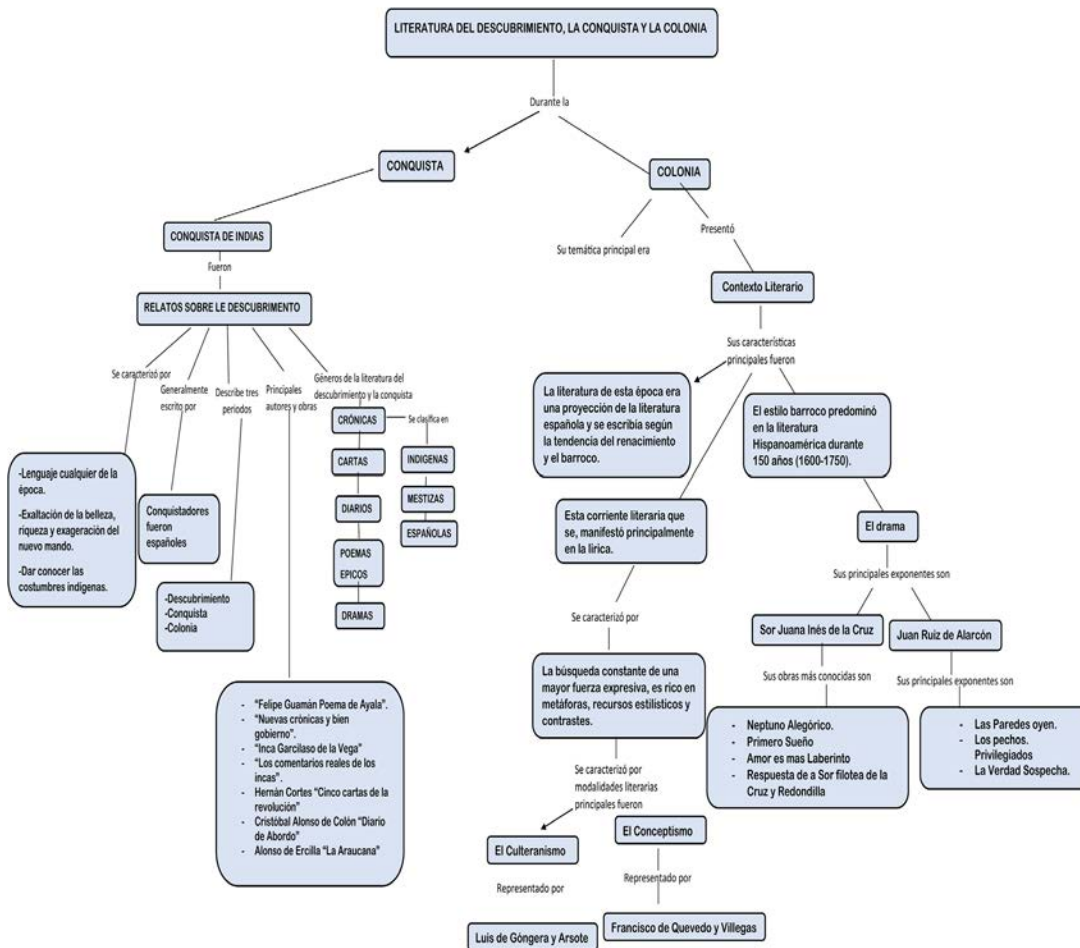 LITERATURA DEL DESCUBRIMIENTO, LA CONQUISTA Y LA COLONIA
Durante la
CONQUISTA
COLONIA
CONQUISTA DE INDIAS
Fueron
RELATOS SOBRE LE DESCUBRIMENTO
Se caracterizó por
Generalmente
escrito por
Describe tres
periodos
Principales
autores y obras
Géneros de la literatura del
descubrimiento y la conquista
-Lenguaje cualquier de la
época.
-Exaltación de la belleza,
riqueza y exageración del
nuevo mando.
-Dar conocer las
costumbres indígenas.
Conquistadores
fueron
españoles
-Descubrimiento
-Conquista
-Colonia
- "Felipe Guamán Poema de Ayala".
- "Nuevas crónicas y bien
gobierno".
- "Inca Garcilaso de la Vega"
- "Los comentarios reales de los
incas".
- Hernán Cortes "Cinco cartas de la
revolución"
- Cristóbal Alonso de Colón "Diario
de Abordo"
- Alonso de Ercilla "La Araucana"
CRÓNICAS
CARTAS
DIARIOS
POEMAS
EPICOS
DRAMAS
Se clasifica en
INDIGENAS
MESTIZAS
ESPAÑOLAS
Su temática principal era
Presentó
Contexto Literario
Sus características
principales fueron
La literatura de esta época era
una proyección de la literatura
española y se escribía según
la tendencia del renacimiento
y el barroco.
Esta corriente literaria que
se, manifestó principalmente
en la lírica.
Se caracterizó por
La búsqueda constante de una
mayor fuerza expresiva, es rico en
metáforas, recursos estilísticos y
contrastes.
Se caracterizó por
modalidades literarias
principales fueron
El Culteranismo
Representado por
Luis de Góngera y Arsote
El Conceptismo
Representado por
Francisco de Quevedo y Villegas
El estilo barroco predominó
en la literatura
Hispanoamérica durante
150 años (1600-1750).
El drama
Sus principales exponentes son
Sor Juana Inés de la Cruz
Sus obras más conocidas son
- Neptuno Alegórico.
- Primero Sueño
- Amor es mas Laberinto
- Respuesta de a Sor filotea de la
Cruz y Redondilla
Juan Ruiz de Alarcón
Sus principales exponentes son
- Las Paredes oyen.
- Los pechos.
Privilegiados
- La Verdad Sospecha.